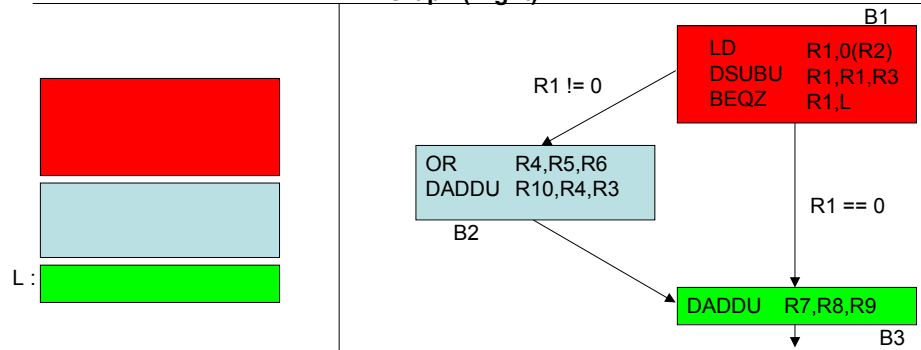 B1
LD R1,0(R2)
DSUBU R1,R1,R3
BEQZ R1,L
R1 != 0
OR R4,R5,R6
DADDU R10,R4,R3
B2
R1 == 0
L :
DADDU R7,R8,R9
B3